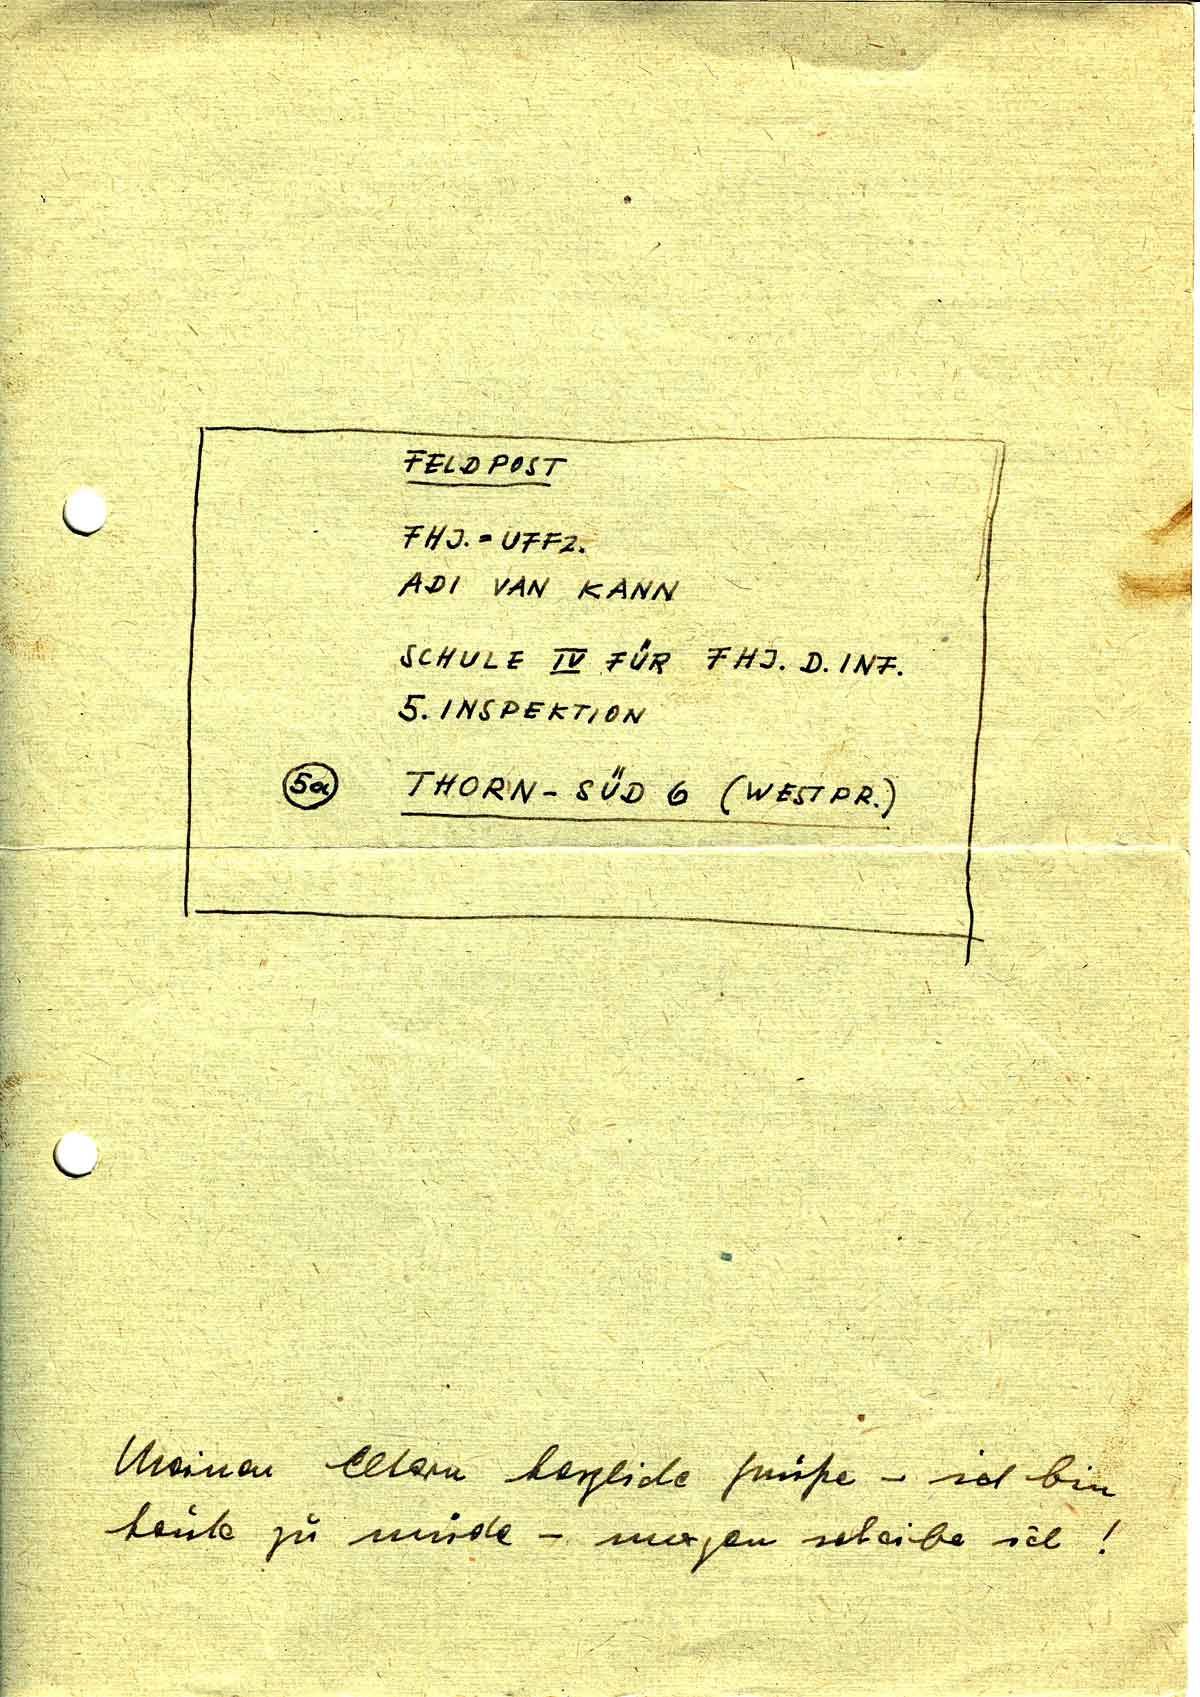 FELDPOST
FHJ.=UFFZ.
ADI VAN KANN
SCHULE IV FÜR FHJ. D. INF.
5. INSPEKTION
5a THORN-SÜD 6 (WESTPR.)
Meinen Eltern herzliche Grüße – ich bin
heute zu müde – morgen schreibe ich!